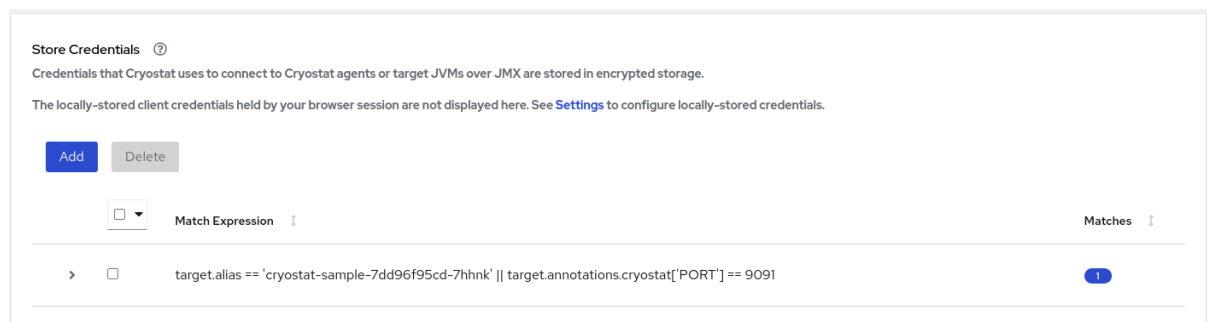 Store Credentials
Credentials that Cryostat uses to connect to Cryostat agents or target JVMs over JMX are stored in encrypted storage.
The locally-stored client credentials held by your browser session are not displayed here. See Settings to configure locally-stored credentials.
Add Delete
Match Expression Matches
target.alias == 'cryostat-sample-7dd96f95cd-7hhnk' || target.annotations.cryostat['PORT'] == 9091 1